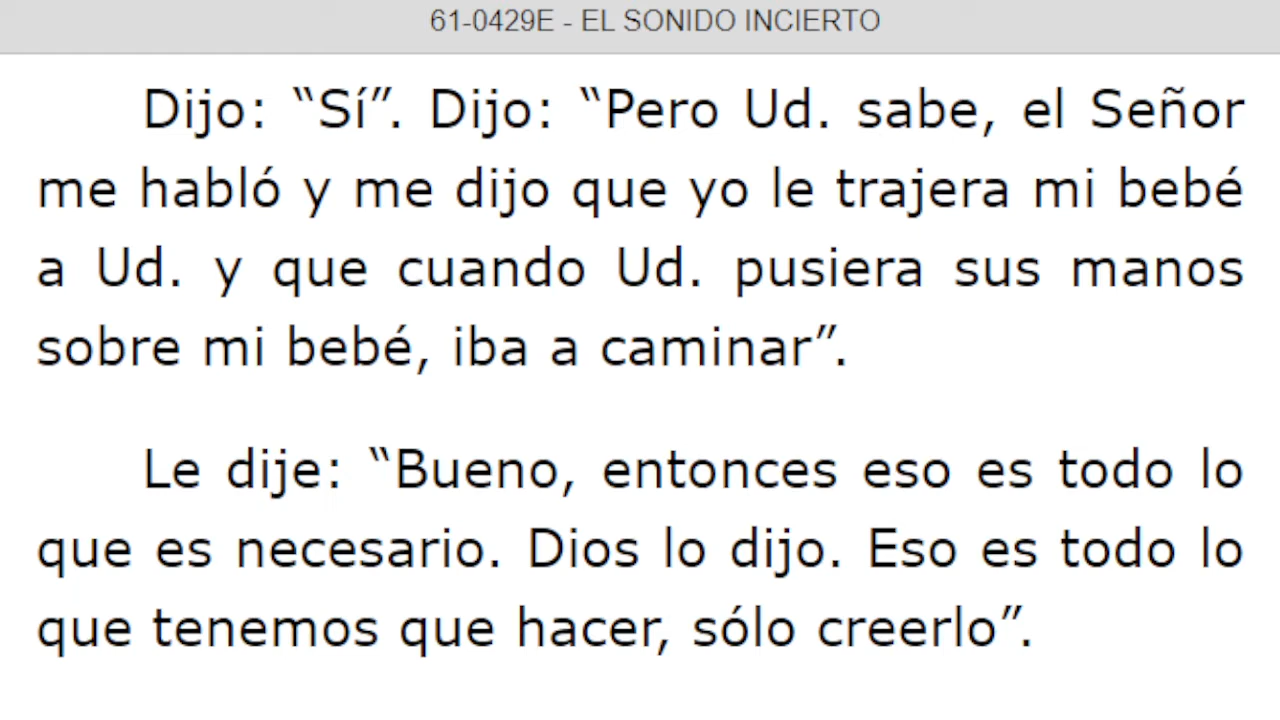 61-0429E - EL SONIDO INCIERTO
Dijo: “Sí”. Dijo: “Pero Ud. sabe, el Señor
me habló y me dijo que yo le trajera mi bebé
a Ud. y que cuando Ud. pusiera sus manos
sobre mi bebé, iba a caminar”.
Le dije: “Bueno, entonces eso es todo lo
que es necesario. Dios lo dijo. Eso es todo lo
que tenemos que hacer, sólo creerlo”.